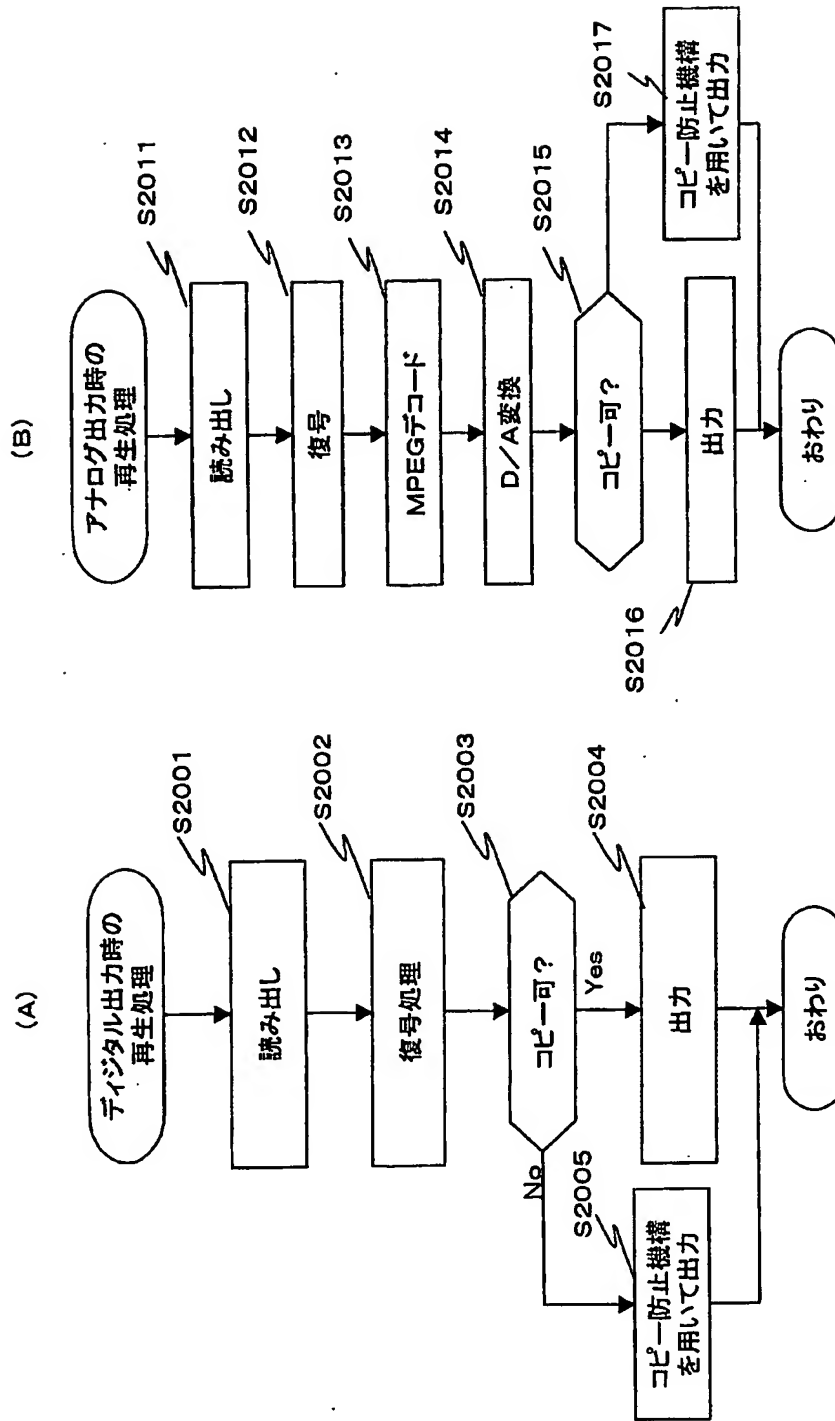 (A)
ディジタル出力時の
再生処理
S2001
読み出し
S2002
復号処理
S2003
コピー可?
Yes
No
S2004
出力
S2005
コピー防止機構
を用いて出力
おわり
(B)
アナログ出力時の
再生処理
S2011
読み出し
S2012
復号
S2013
MPEGデコード
S2014
D/A変換
S2015
コピー可?
S2016
出力
S2017
コピー防止機構
を用いて出力
おわり